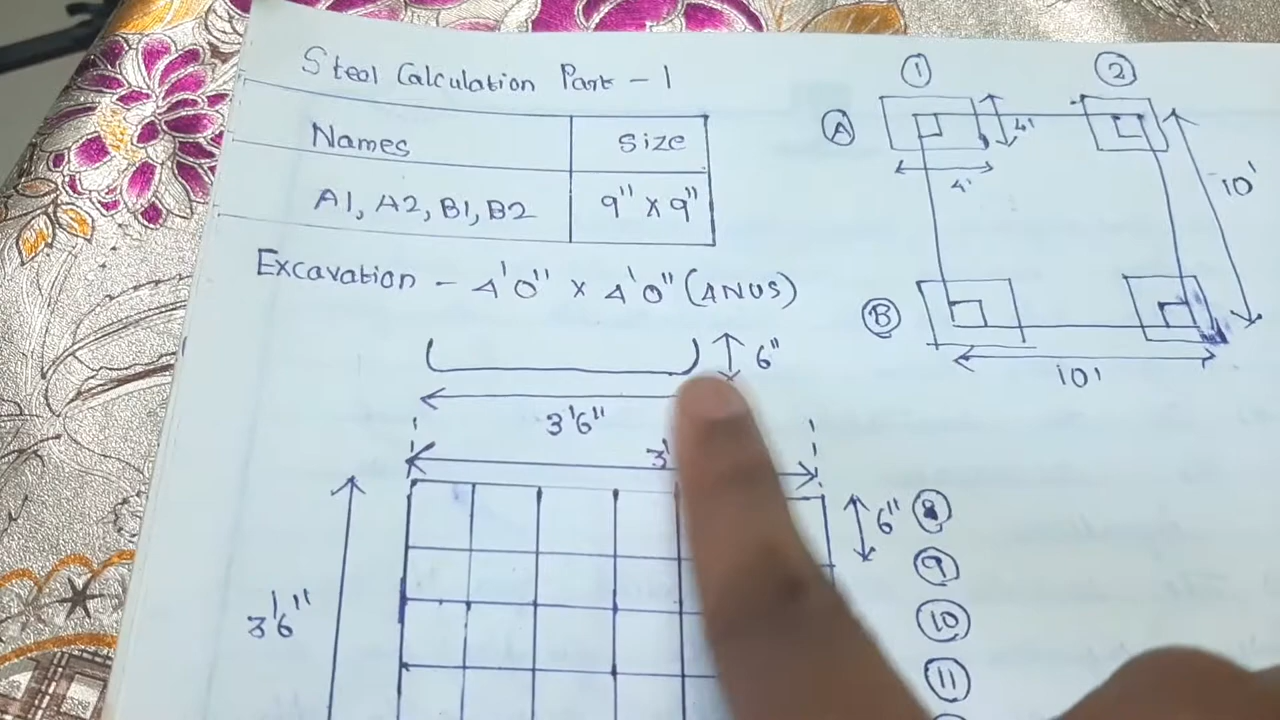 Steel Calculation Part - 1
Names Size
A1, A2, B1, B2 9" x 9"
Excavation - 4'0" x 4'0" (4NOS)
6"
3'6"
3'
3'6"
6"
8
9
10
11
1 2
A
4'
4'
10'
B
10'